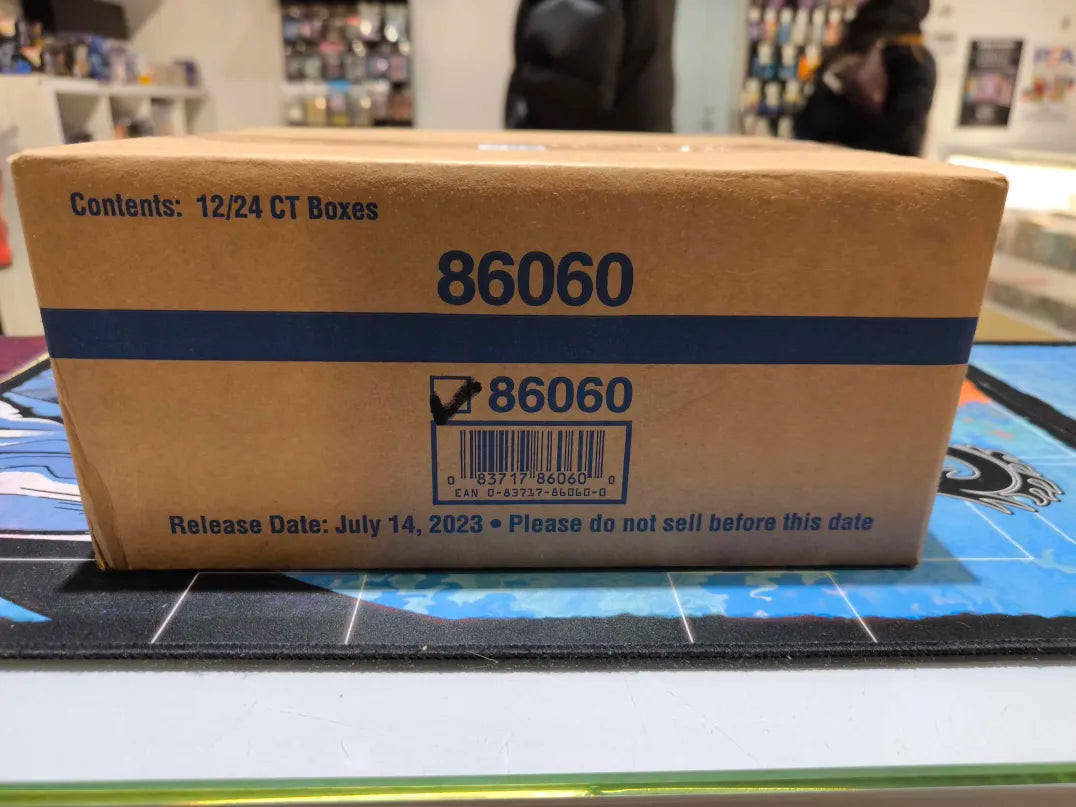 Contents: 12/24 CT Boxes
86060
86060
0 83717 86060 0
EAN 0-83717-86060-0
Release Date: July 14, 2023 • Please do not sell before this date